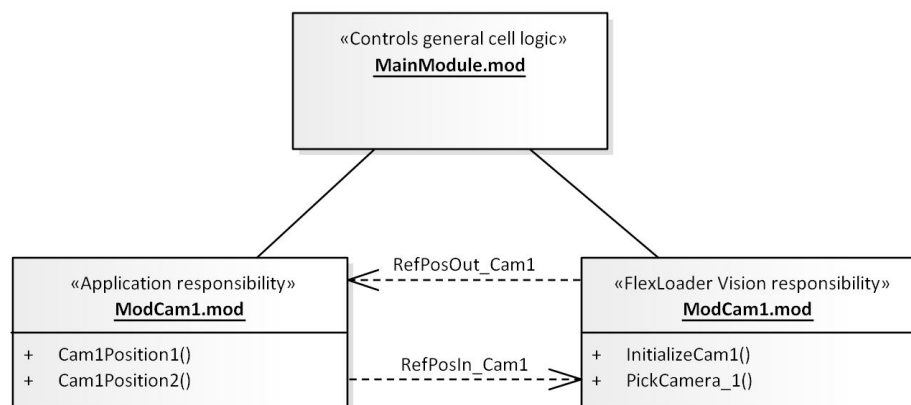 «Controls general cell logic»
MainModule.mod
RefPosOut_Cam1
«Application responsibility»
ModCam1.mod
+ Cam1Position1()
+ Cam1Position2()
RefPosIn_Cam1
«FlexLoader Vision responsibility»
ModCam1.mod
+ InitializeCam1()
+ PickCamera_1()